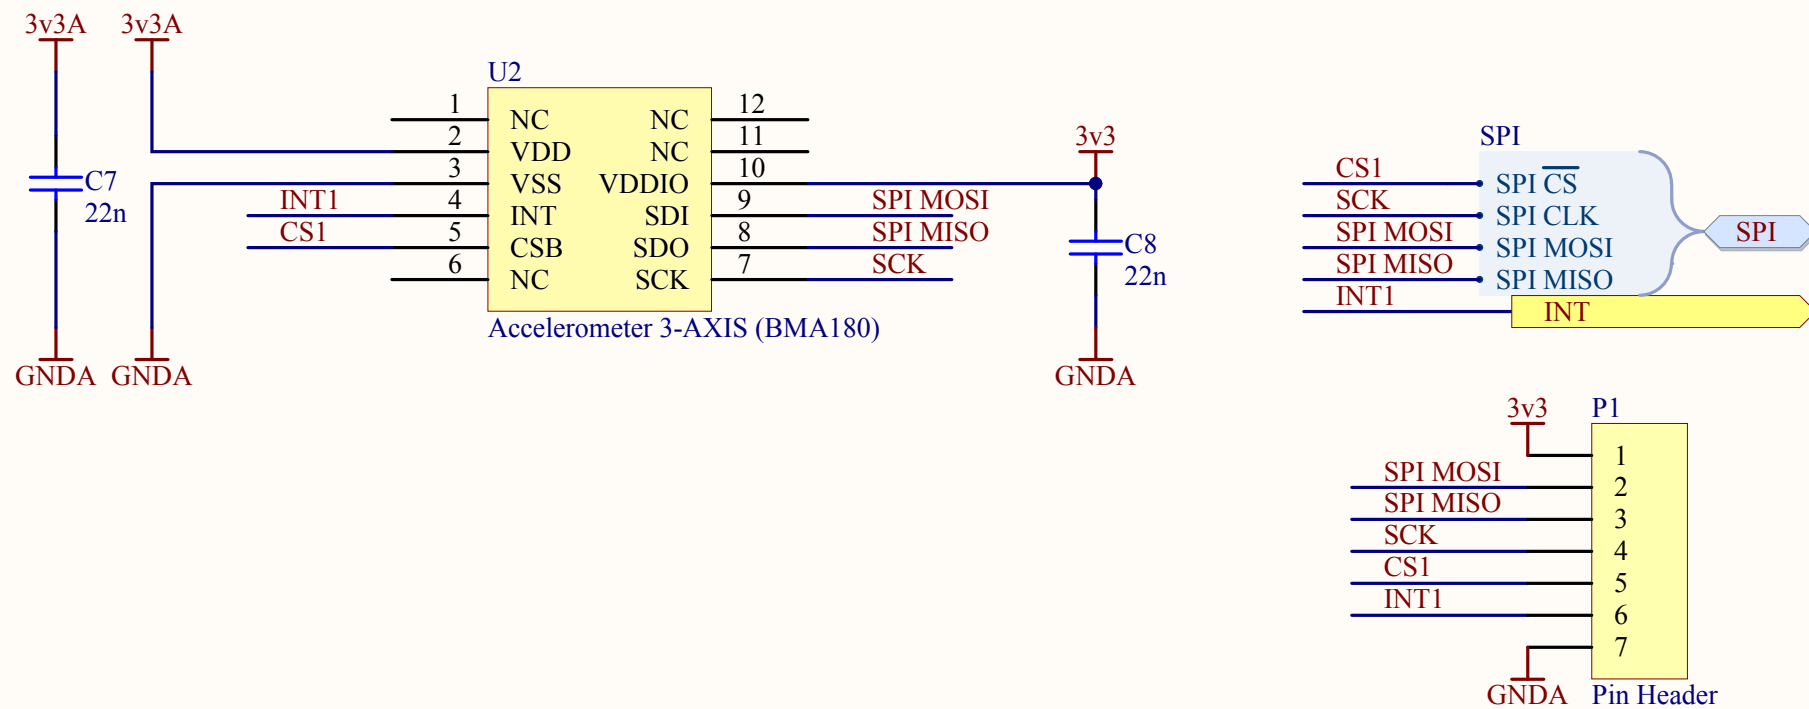 3v3A
3v3A
C7
22n
GNDA
GNDA
U2
1
NC
2
VDD
3
VSS
INT1
4
INT
CS1
5
CSB
6
NC
12
NC
11
NC
10
VDDIO
9
SDI
SPI MOSI
8
SDO
SPI MISO
7
SCK
SCK
Accelerometer 3-AXIS (BMA180)
3v3
C8
22n
GNDA
SPI
CS1
SPI C̅S̅
SCK
SPI CLK
SPI MOSI
SPI MOSI
SPI MISO
SPI MISO
SPI
INT1
INT
3v3
P1
1
SPI MOSI
2
SPI MISO
3
SCK
4
CS1
5
INT1
6
7
GNDA
Pin Header